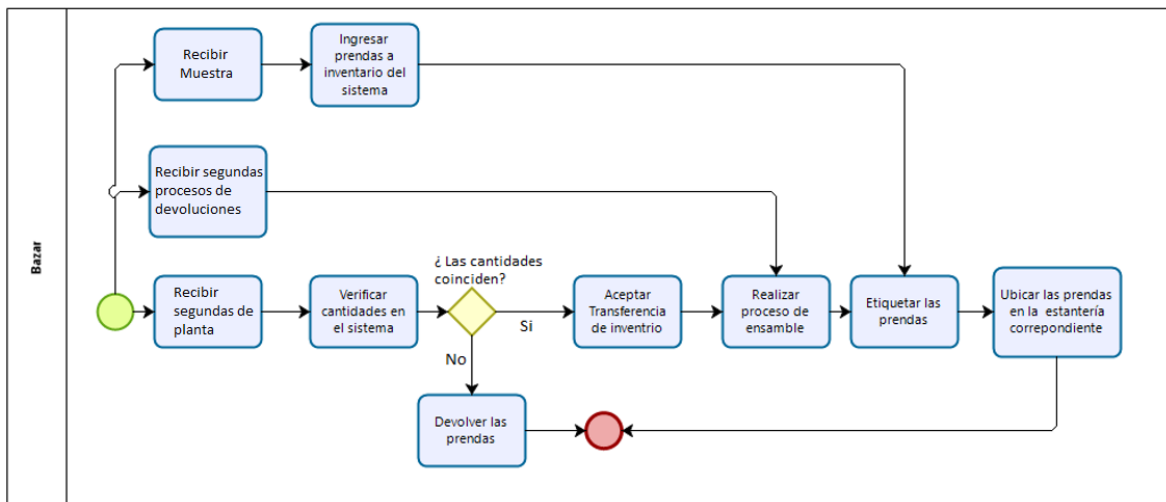 Bazar
Recibir
Muestra
Ingresar
prendas a
inventario del
sistema
Recibir segundas
procesos de
devoluciones
Recibir
segundas de
planta
Verificar
cantidades en
el sistema
¿ Las cantidades
coinciden?
Si
No
Aceptar
Transferencia
de inventrio
Realizar
proceso de
ensamble
Etiquetar las
prendas
Ubicar las prendas
en la estantería
correpondiente
Devolver las
prendas